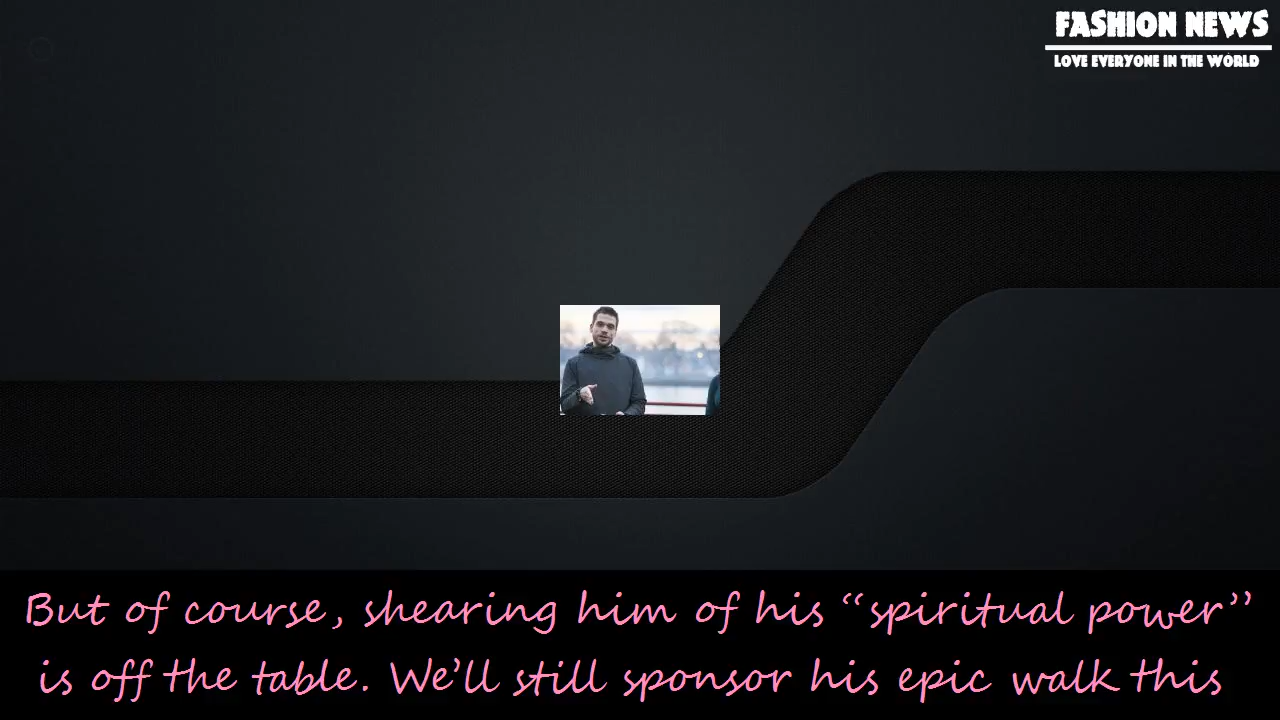 FASHION NEWS
LOVE EVERYONE IN THE WORLD
But of course, shearing him of his “spiritual power”
is off the table. We’ll still sponsor his epic walk this